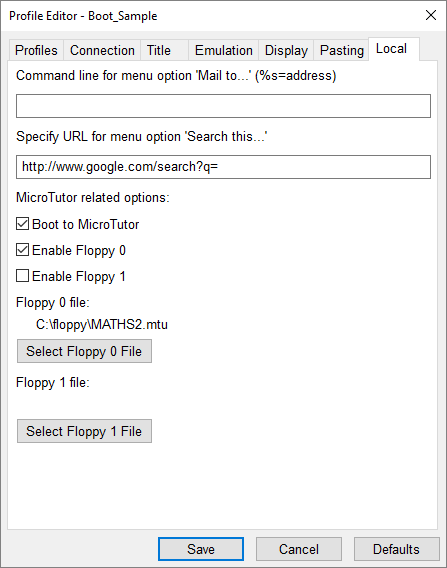 Profile Editor - Boot_Sample
Profiles Connection Title Emulation Display Pasting Local
Command line for menu option 'Mail to...' (%s=address)
Specify URL for menu option 'Search this...'
http://www.google.com/search?q=
MicroTutor related options:
Boot to MicroTutor
Enable Floppy 0
Enable Floppy 1
Floppy 0 file:
C:\floppy\MATHS2.mtu
Select Floppy 0 File
Floppy 1 file:
Select Floppy 1 File
Save Cancel Defaults